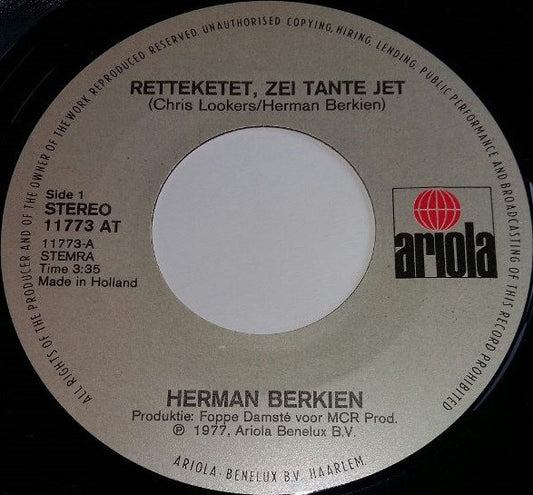 ALL RIGHTS OF THE PRODUCER AND OF THE OWNER OF THE WORK REPRODUCED RESERVED. UNAUTHORISED COPYING, HIRING, LENDING, PUBLIC PERFORMANCE AND BROADCASTING OF THIS RECORD PROHIBITED
RETTEKETET, ZEI TANTE JET
(Chris Lookers/Herman Berkien)
Side 1
STEREO
11773 AT
11773-A
STEMRA
Time 3:35
Made in Holland
ariola
HERMAN BERKIEN
Produktie: Foppe Damsté voor MCR Prod.
℗ 1977, Ariola Benelux B.V.
ARIOLA-BENELUX B.V. HAARLEM.